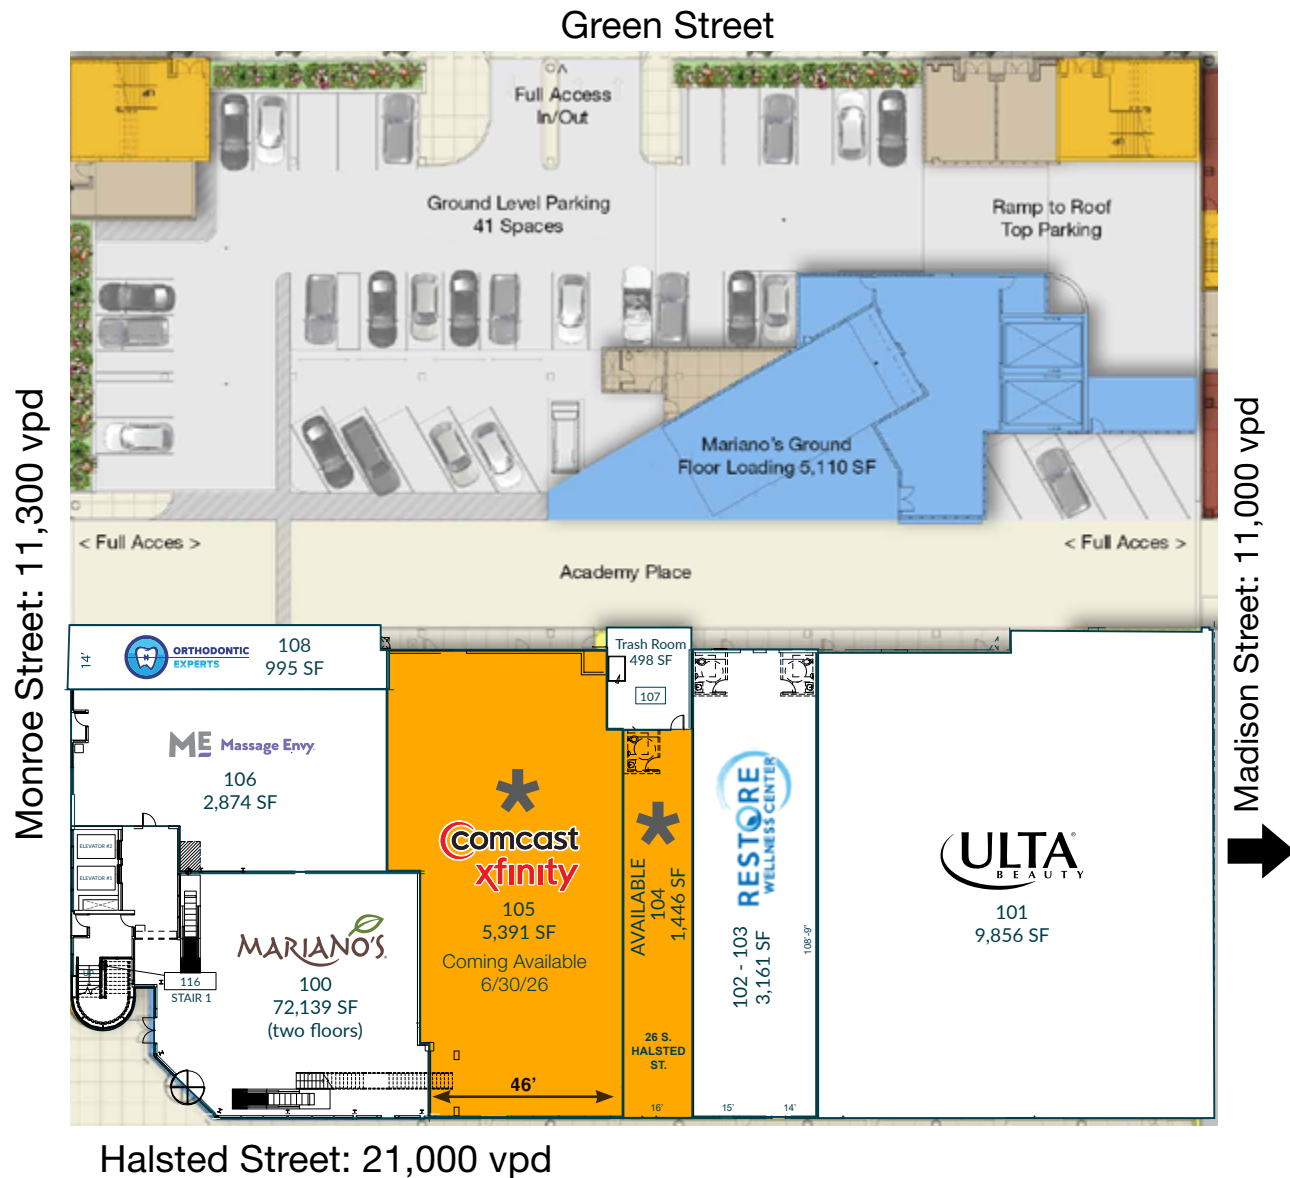 Green Street
Full Access
In/Out
Ground Level Parking
41 Spaces
Ramp to Roof
Top Parking
Mariano's Ground
Floor Loading 5,110 SF
< Full Acces >
< Full Acces >
Academy Place
Monroe Street: 11,300 vpd
Madison Street: 11,000 vpd
14'
ORTHODONTIC
EXPERTS
108
995 SF
Trash Room
498 SF
107
ME Massage Envy
106
2,874 SF
ELEVATOR #2
ELEVATOR #1
UP
116
STAIR 1
MARIANO'S
100
72,139 SF
(two floors)
comcast
xfinity
105
5,391 SF
Coming Available
6/30/26
46'
AVAILABLE
104
1,446 SF
26 S.
HALSTED
ST.
16'
RESTORE
WELLNESS CENTER
102 - 103
3,161 SF
108'-9"
15'
14'
ULTA
BEAUTY
101
9,856 SF
Halsted Street: 21,000 vpd